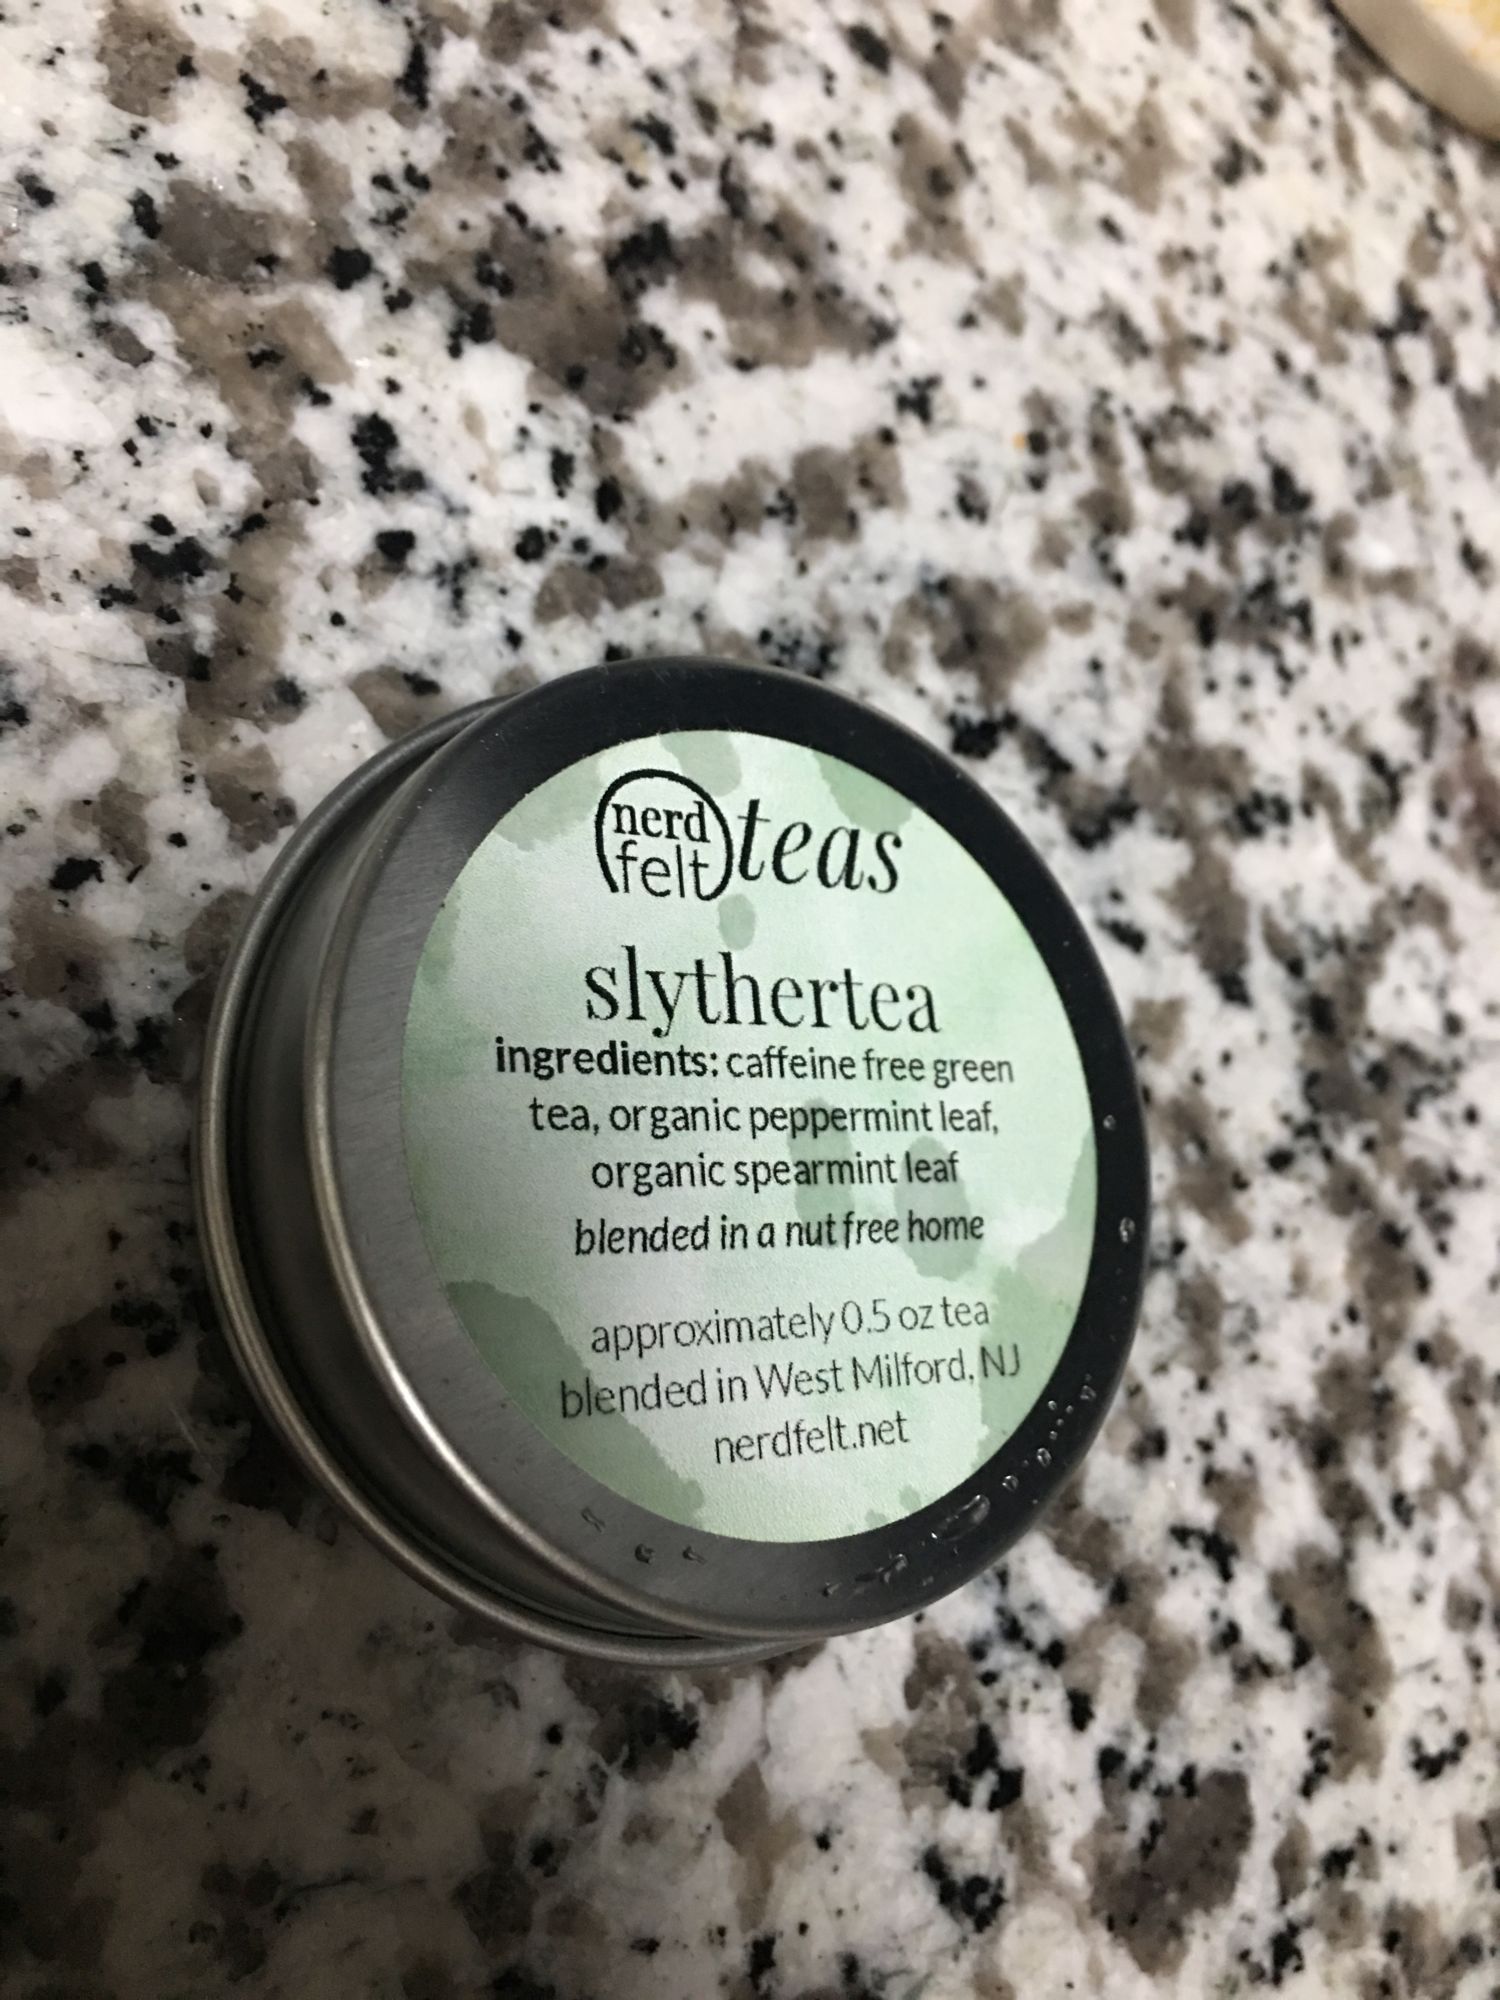 nerd felt teas
slythertea
ingredients: caffeine free green
tea, organic peppermint leaf,
organic spearmint leaf
blended in a nut free home
approximately 0.5 oz tea
blended in West Milford, NJ
nerdfelt.net